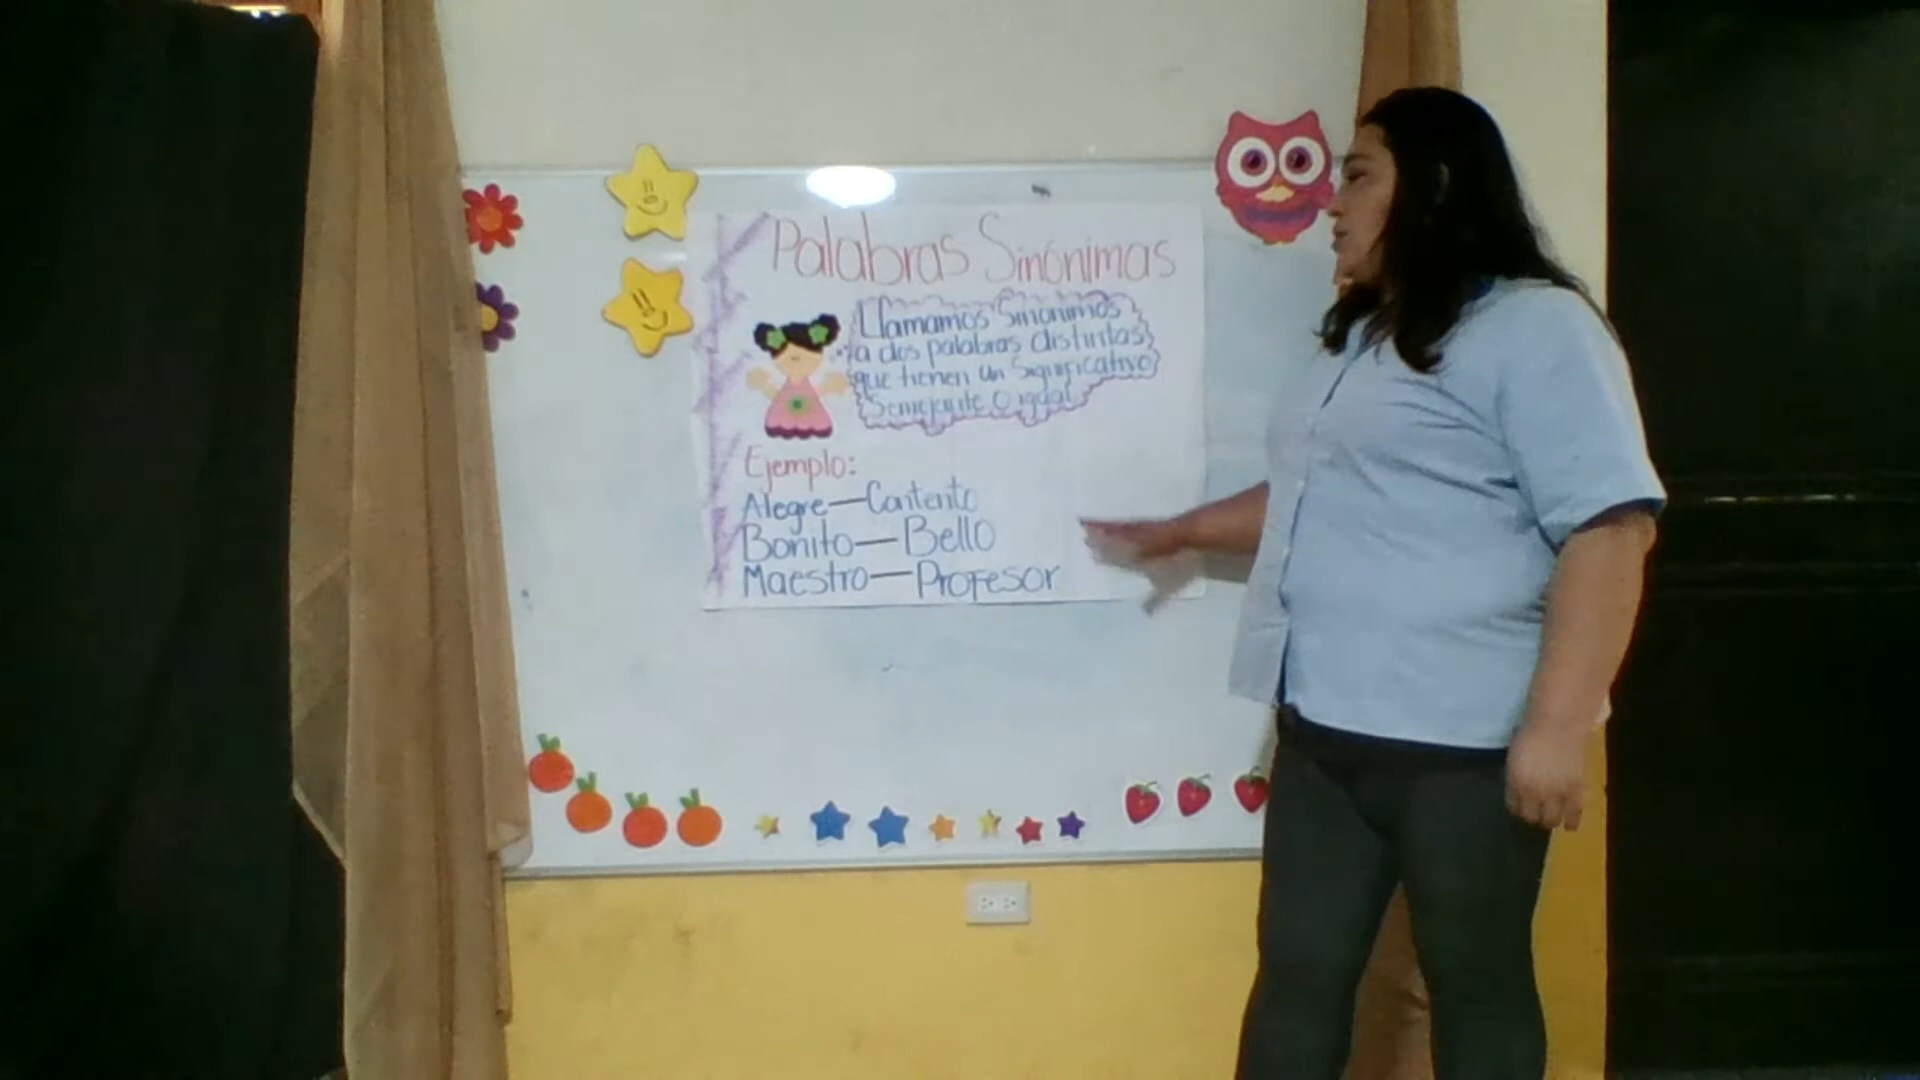 Palabras Sinónimas
Llamamos Sinónimos
a dos palabras distintas
que tienen un Significativo
Semejante o igual
Ejemplo:
Alegre—Contento
Bonito—Bello
Maestro—Profesor